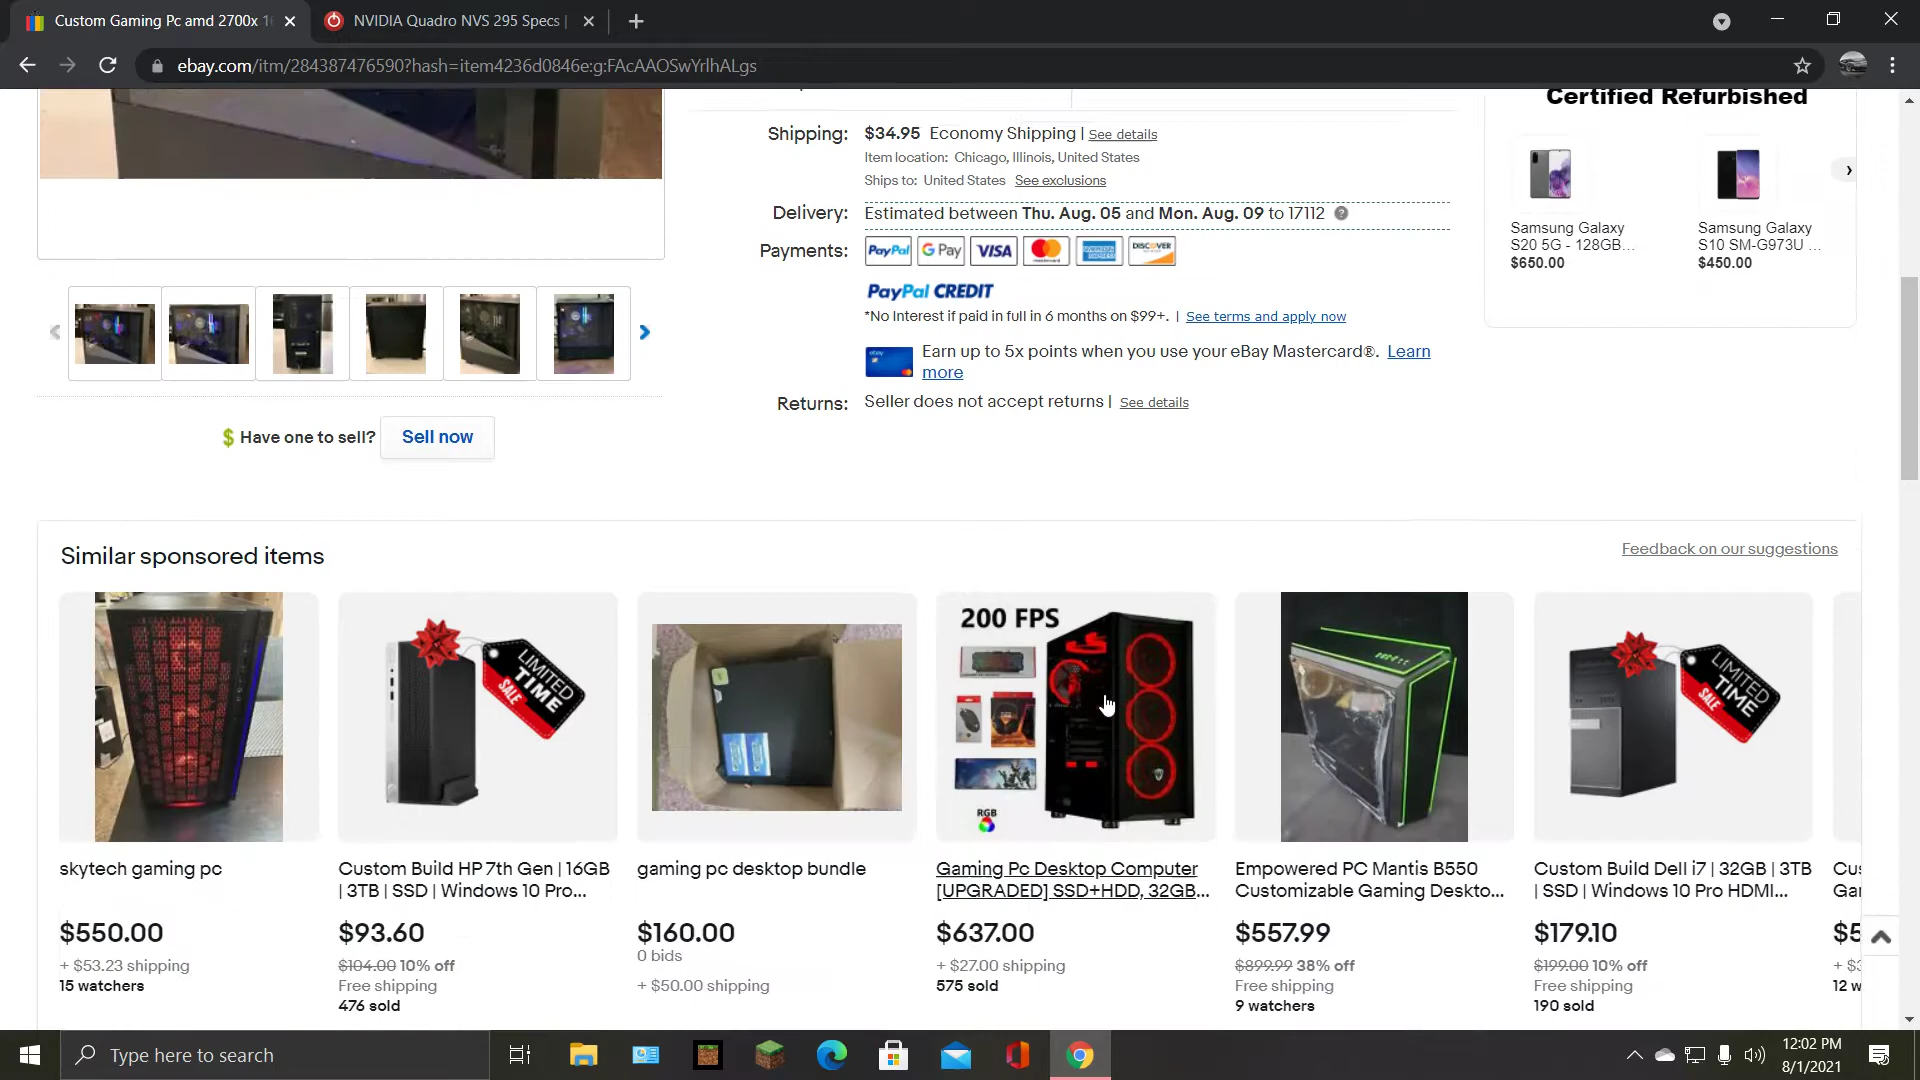 Custom Gaming Pc amd 2700x 1
NVIDIA Quadro NVS 295 Specs |
ebay.com/itm/284387476590?hash=item4236d0846e:g:FAcAAOSwYrlhALgs
Certified Refurbished
Shipping: $34.95 Economy Shipping | See details
Item location: Chicago, Illinois, United States
Ships to: United States See exclusions
Delivery: Estimated between Thu. Aug. 05 and Mon. Aug. 09 to 17112
Payments: PayPal G Pay VISA MasterCard AMERICAN EXPRESS DISCOVER
PayPal CREDIT
*No Interest if paid in full in 6 months on $99+. | See terms and apply now
ebay Earn up to 5x points when you use your eBay Mastercard®. Learn
more
Returns: Seller does not accept returns | See details
Samsung Galaxy
S20 5G - 128GB...
$650.00
Samsung Galaxy
S10 SM-G973U ...
$450.00
$ Have one to sell? Sell now
Similar sponsored items
Feedback on our suggestions
LIMITED
TIME
SALE
200 FPS
RGB
LIMITED
TIME
SALE
skytech gaming pc
$550.00
+ $53.23 shipping
15 watchers
Custom Build HP 7th Gen | 16GB
| 3TB | SSD | Windows 10 Pro...
$93.60
$104.00 10% off
Free shipping
476 sold
gaming pc desktop bundle
$160.00
0 bids
+ $50.00 shipping
Gaming Pc Desktop Computer
[UPGRADED] SSD+HDD, 32GB...
$637.00
+ $27.00 shipping
575 sold
Empowered PC Mantis B550
Customizable Gaming Deskto...
$557.99
$899.99 38% off
Free shipping
9 watchers
Custom Build Dell i7 | 32GB | 3TB
| SSD | Windows 10 Pro HDMI...
$179.10
$199.00 10% off
Free shipping
190 sold
Cus
Gar
$5
+ $3
12 w
Type here to search
12:02 PM
8/1/2021